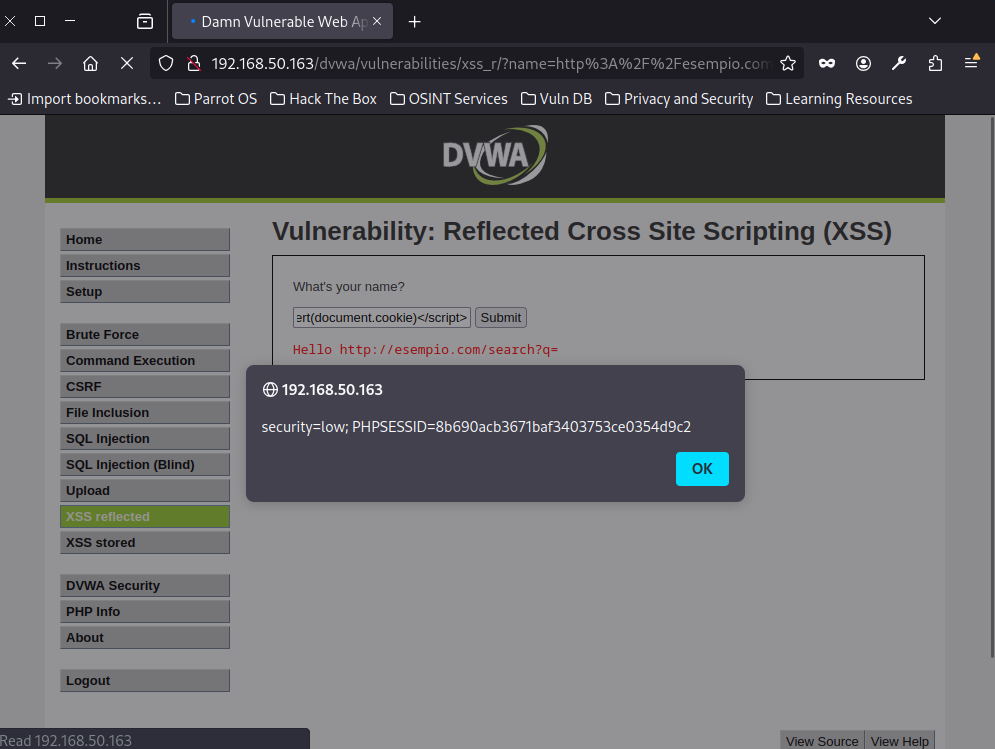 Damn Vulnerable Web Ap
192.168.50.163/dvwa/vulnerabilities/xss_r/?name=http%3A%2F%2Fesempio.com
Import bookmarks... Parrot OS Hack The Box OSINT Services Vuln DB Privacy and Security Learning Resources
DVWA
Home
Instructions
Setup
Brute Force
Command Execution
CSRF
File Inclusion
SQL Injection
SQL Injection (Blind)
Upload
XSS reflected
XSS stored
DVWA Security
PHP Info
About
Logout
Vulnerability: Reflected Cross Site Scripting (XSS)
What's your name?
ert(document.cookie)</script> Submit
Hello http://esempio.com/search?q=
192.168.50.163
security=low; PHPSESSID=8b690acb3671baf3403753ce0354d9c2
OK
Read 192.168.50.163
View Source View Help